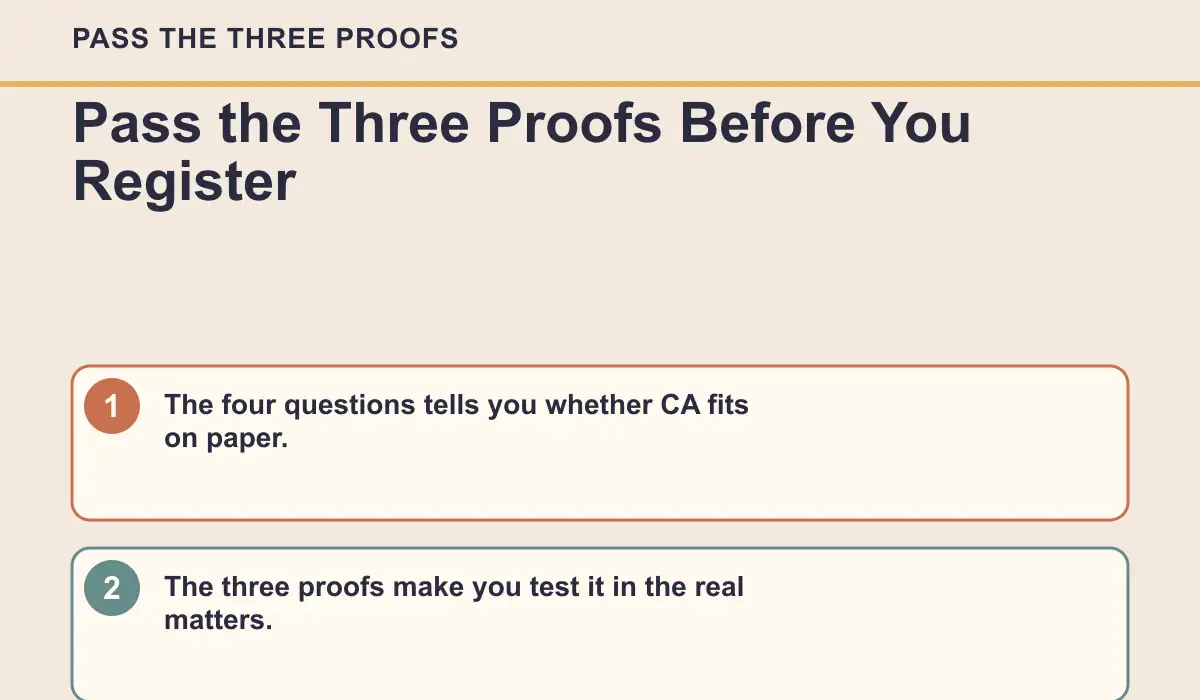 PASS THE THREE PROOFS
Pass the Three Proofs Before You
Register
1
The four questions tells you whether CA fits
on paper.
2
The three proofs make you test it in the real
matters.